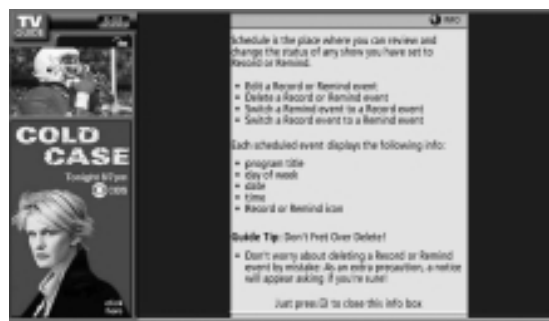 TV
GUIDE
INFO
Schedule is the place where you can review and
change the status of any show you have set to
Record or Remind.
• Edit a Record or Remind event
• Delete a Record or Remind event
• Switch a Remind event to a Record event
• Switch a Record event to a Remind event
Each scheduled event displays the following info:
• program title
• day of week
• date
• time
• Record or Remind icon
Guide Tip: Don't Fret Over Delete!
• Don't worry about deleting a Record or Remind
event by mistake. As an extra precaution, a notice
will appear asking if you're sure!
Just press to close this info box
COLD
CASE
Tonight 8/7pm
CBS
click
here